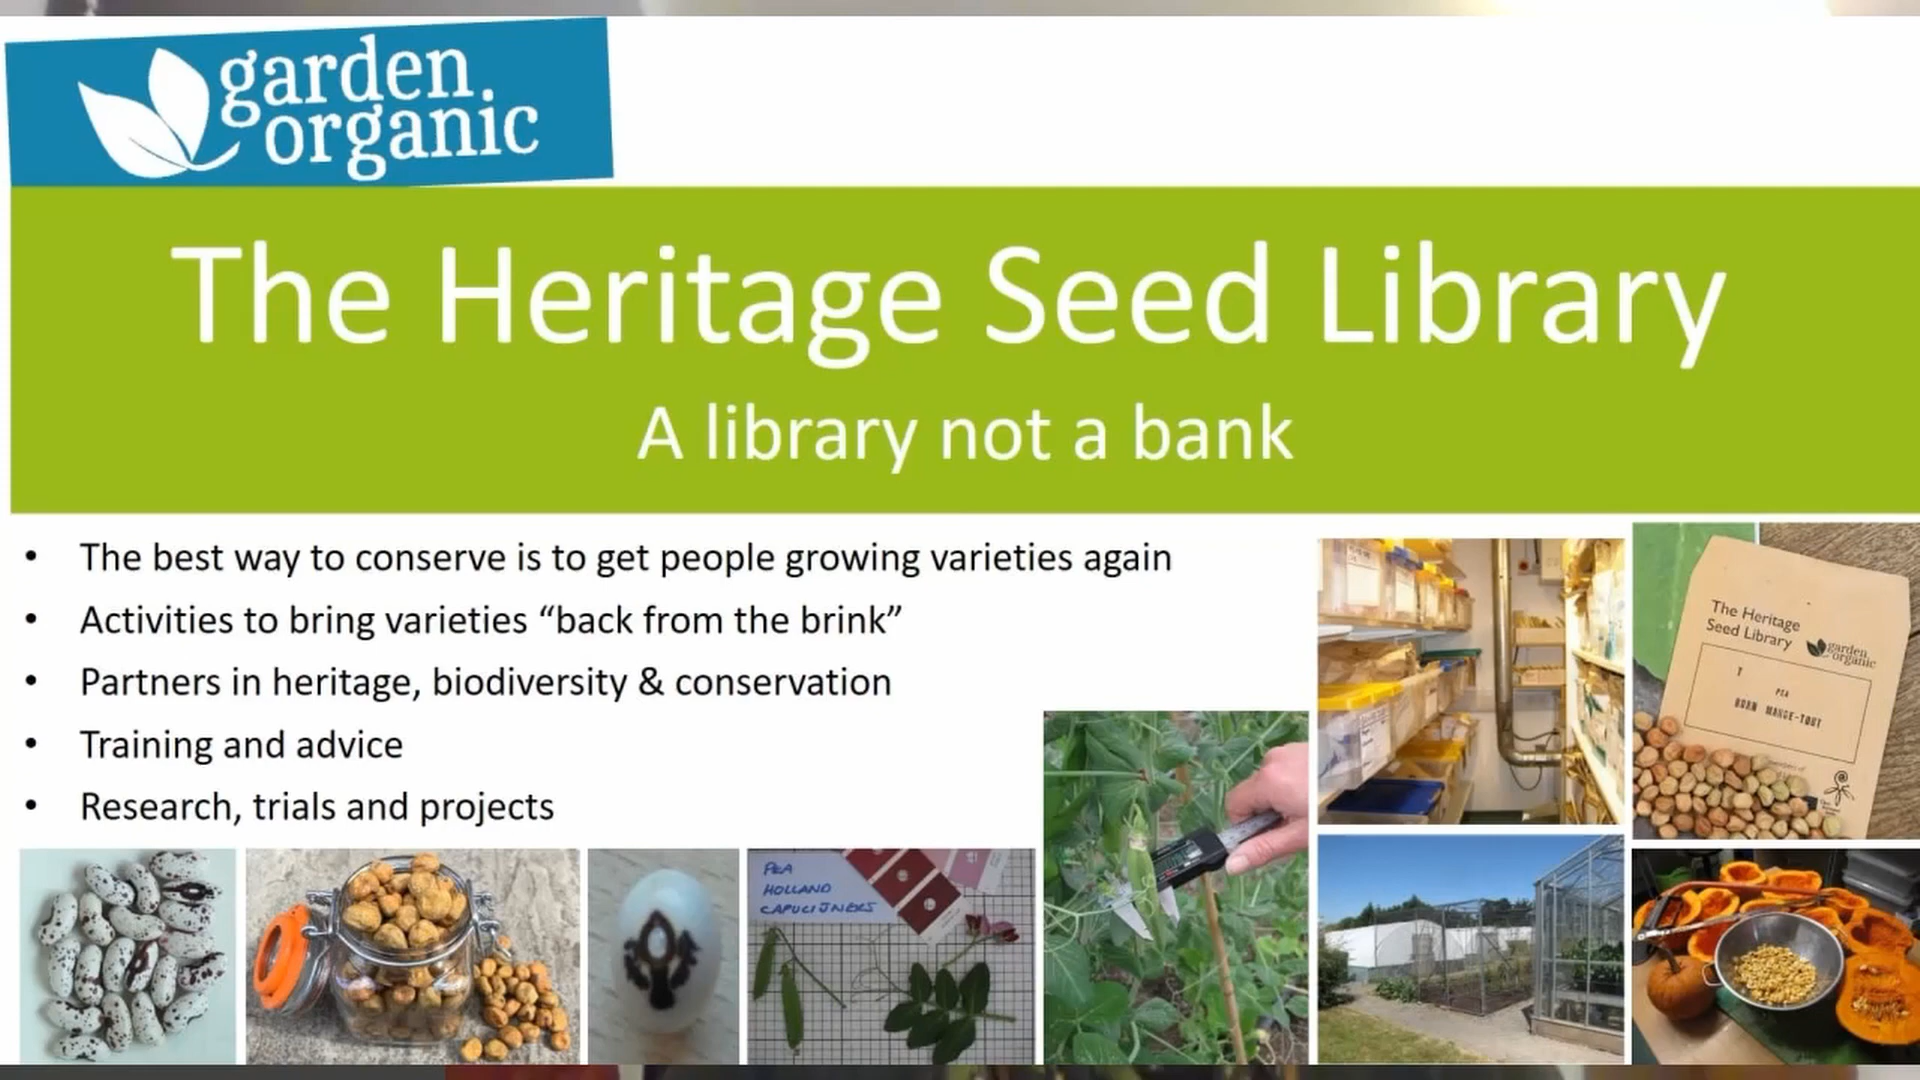 garden
organic
The Heritage Seed Library
A library not a bank
• The best way to conserve is to get people growing varieties again
• Activities to bring varieties “back from the brink”
• Partners in heritage, biodiversity & conservation
• Training and advice
• Research, trials and projects
The Heritage
Seed Library
garden
organic
PEA
MANGE-TOUT
PEA
HOLLAND
CAPUCIJNERS